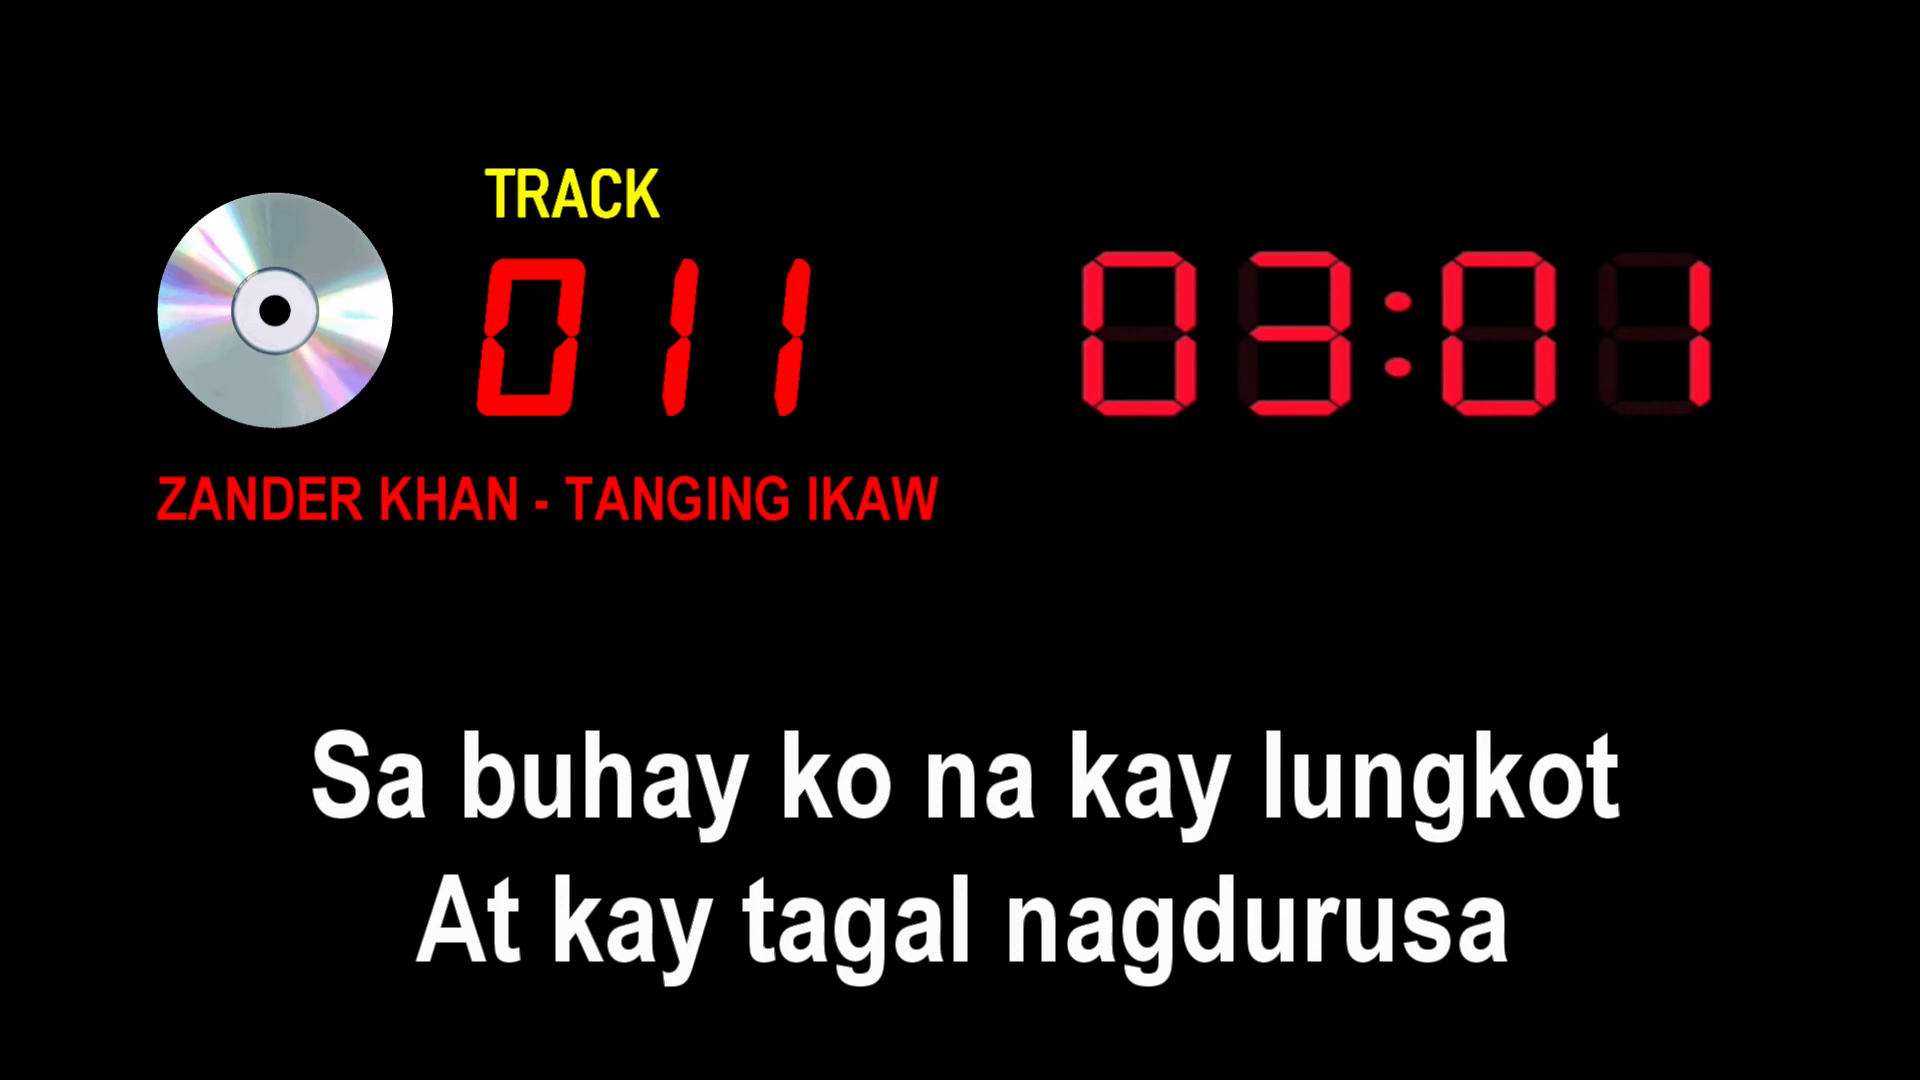 TRACK
011
03:01
ZANDER KHAN - TANGING IKAW
Sa buhay ko na kay lungkot
At kay tagal nagdurusa